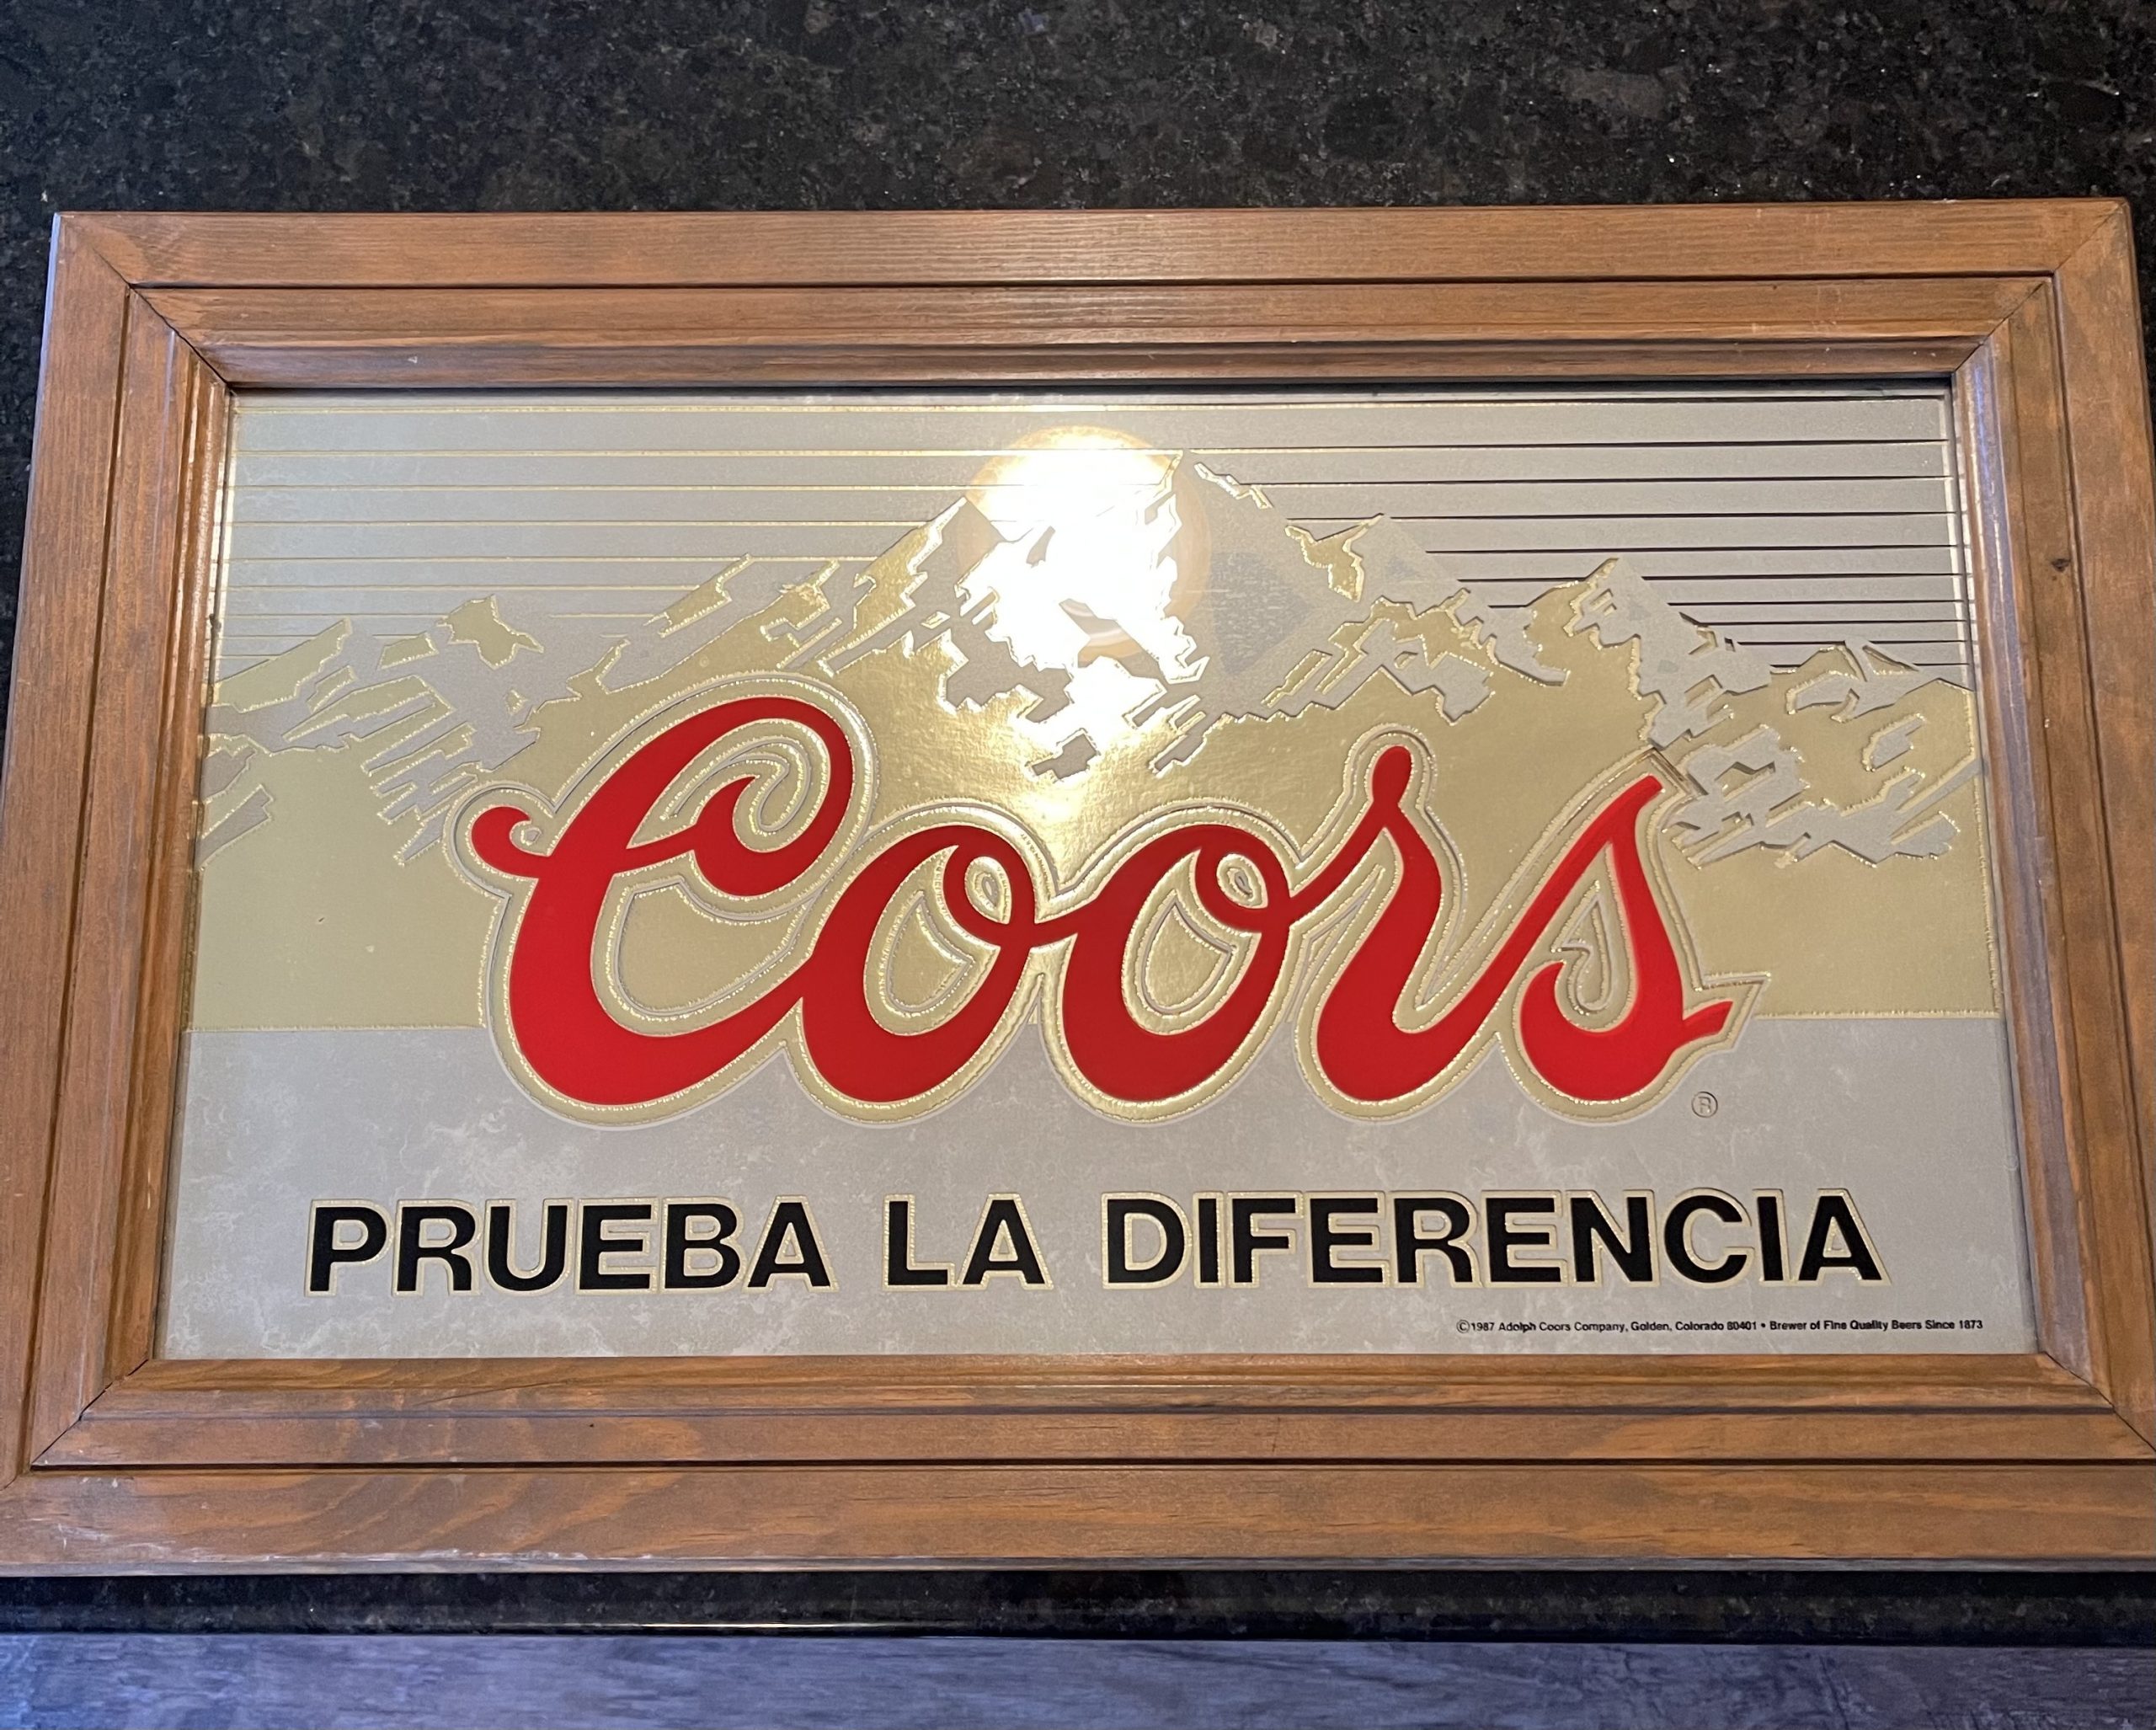 Coors®
PRUEBA LA DIFERENCIA
©1987 Adolph Coors Company, Golden, Colorado 80401 • Brewer of Fine Quality Beers Since 1873